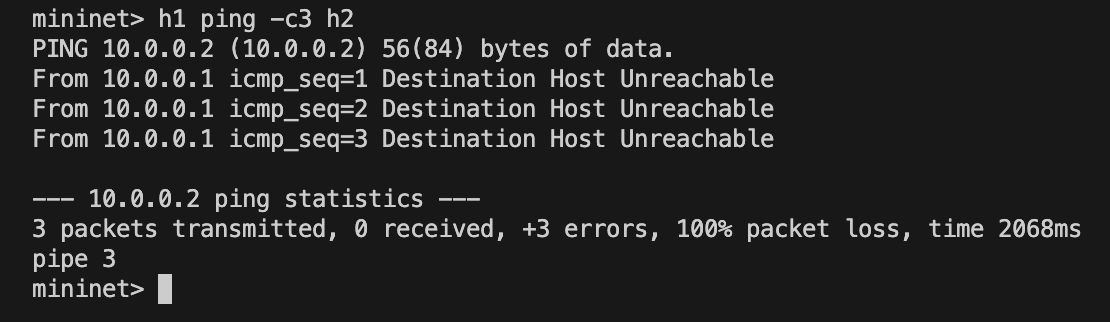 mininet> h1 ping -c3 h2
PING 10.0.0.2 (10.0.0.2) 56(84) bytes of data.
From 10.0.0.1 icmp_seq=1 Destination Host Unreachable
From 10.0.0.1 icmp_seq=2 Destination Host Unreachable
From 10.0.0.1 icmp_seq=3 Destination Host Unreachable
--- 10.0.0.2 ping statistics ---
3 packets transmitted, 0 received, +3 errors, 100% packet loss, time 2068ms
pipe 3
mininet>